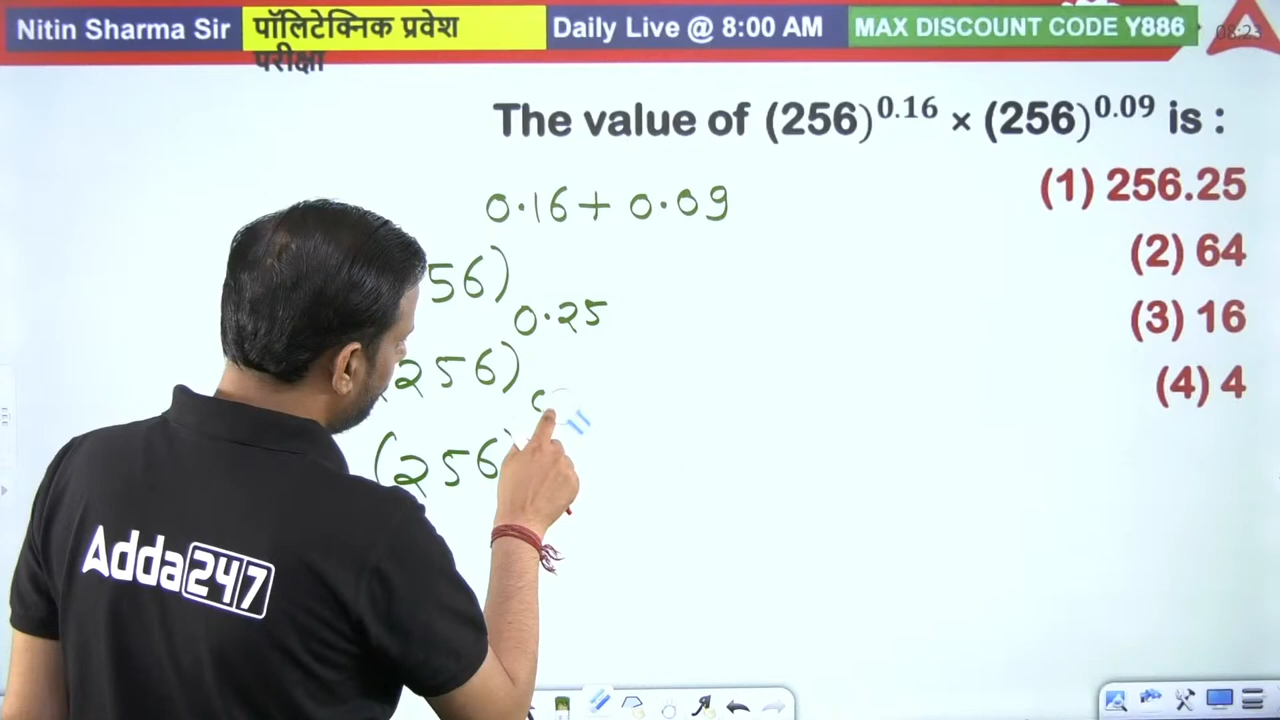 Nitin Sharma Sir
पॉलिटेक्निक प्रवेश परीक्षा
Daily Live @ 8:00 AM
MAX DISCOUNT CODE Y886
The value of (256)^0.16 × (256)^0.09 is :
(1) 256.25
(2) 64
(3) 16
(4) 4
0.16 + 0.09
56)
0.25
256)
(256
Adda247